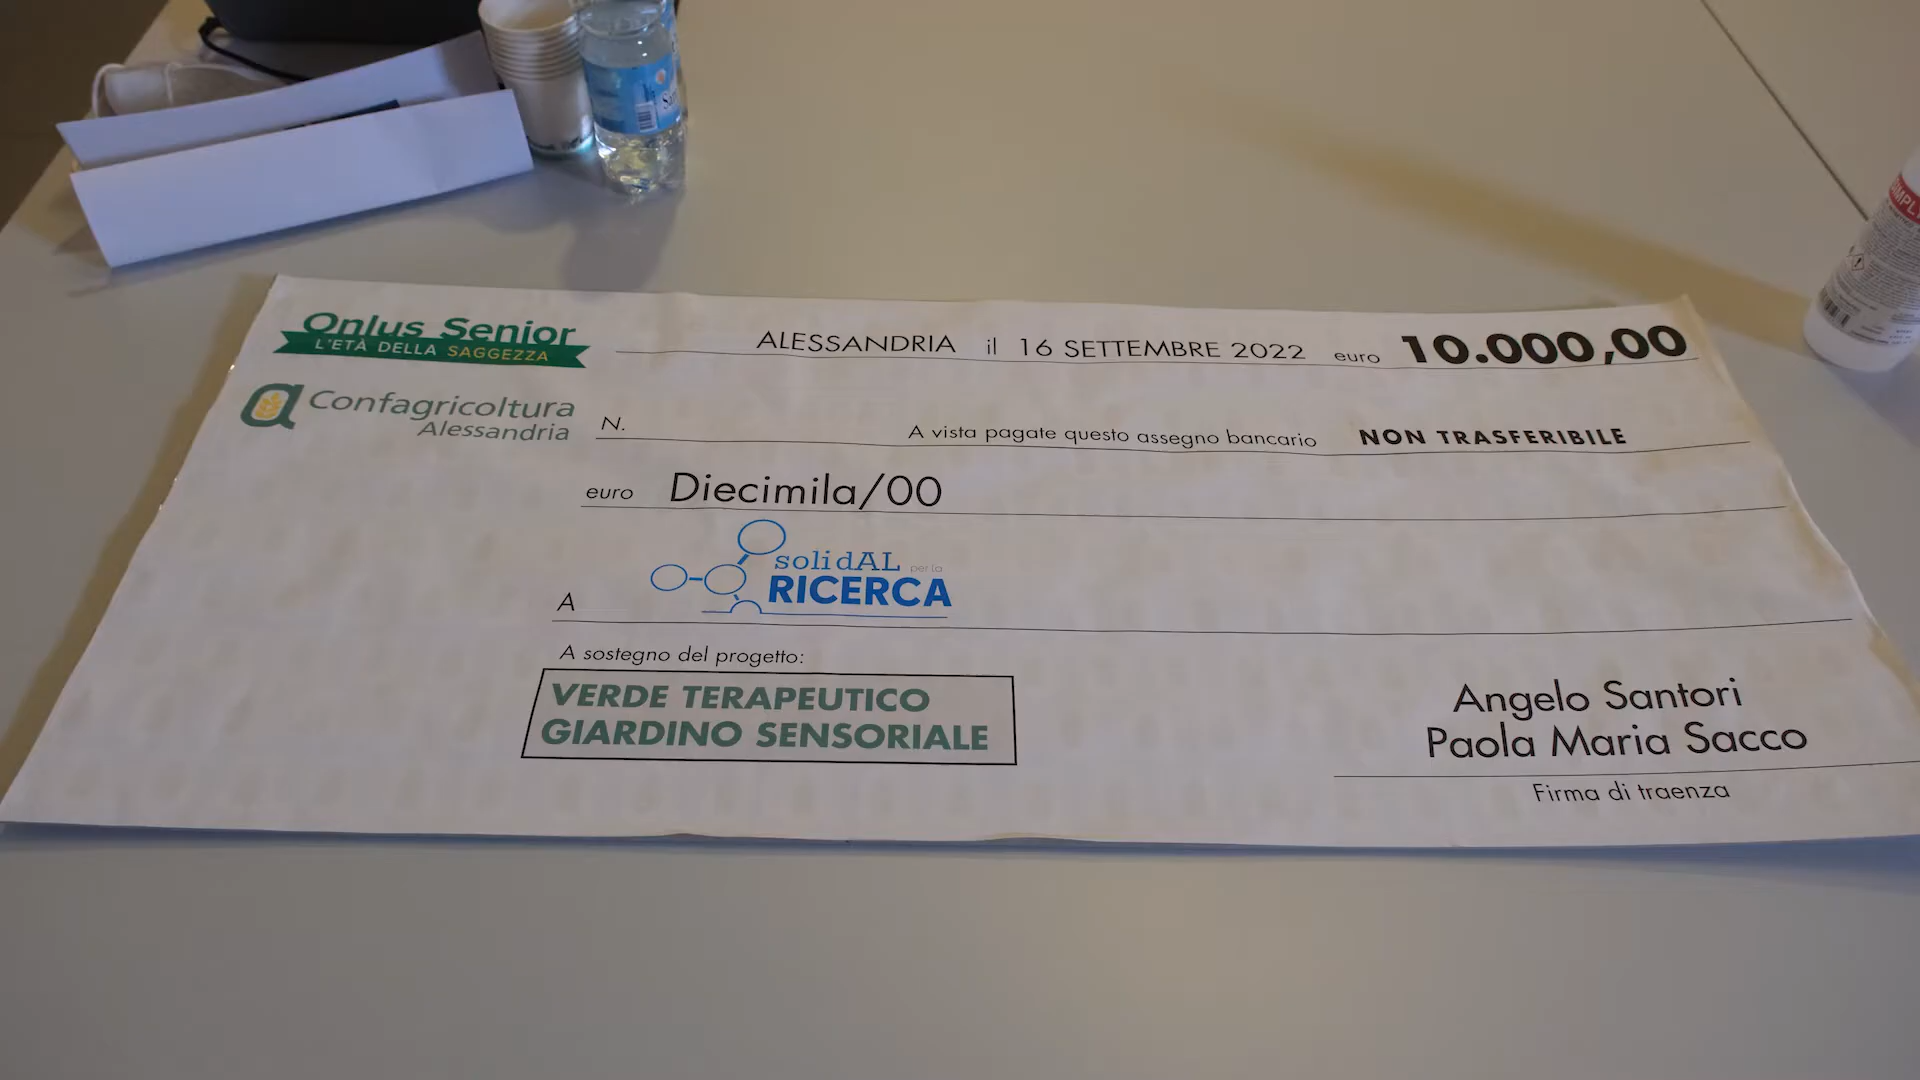 Onlus Senior
L'ETÀ DELLA SAGGEZZA
ALESSANDRIA il 16 SETTEMBRE 2022 euro 10.000,00
Confagricoltura
Alessandria
N. A vista pagate questo assegno bancario NON TRASFERIBILE
euro Diecimila/00
solidAL per la
RICERCA
A
A sostegno del progetto:
VERDE TERAPEUTICO
GIARDINO SENSORIALE
Angelo Santori
Paola Maria Sacco
Firma di traenza